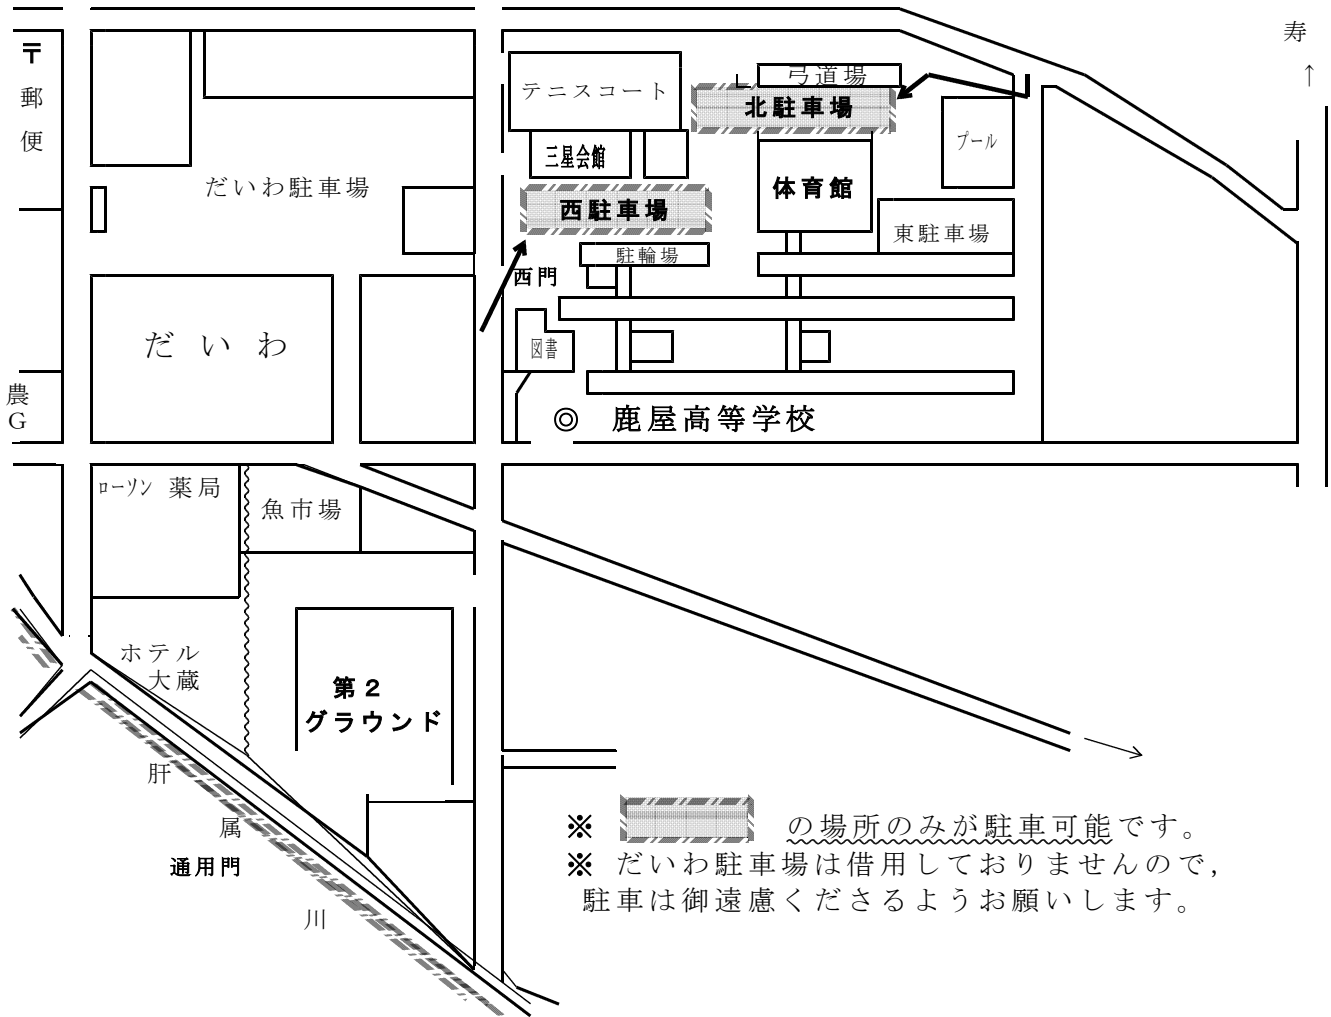 寿
↑
〒
郵
便
テニスコート
弓道場
北駐車場
プール
三星会館
体育館
だいわ駐車場
西駐車場
東駐車場
駐輪場
西門
だいわ
図書
農
G
◎ 鹿屋高等学校
ローソン 薬局
魚市場
ホテル
大蔵
第2
グラウンド
肝
属
通用門
川
※ の場所のみが駐車可能です。
※ だいわ駐車場は借用しておりませんので，
駐車は御遠慮くださるようお願いします。